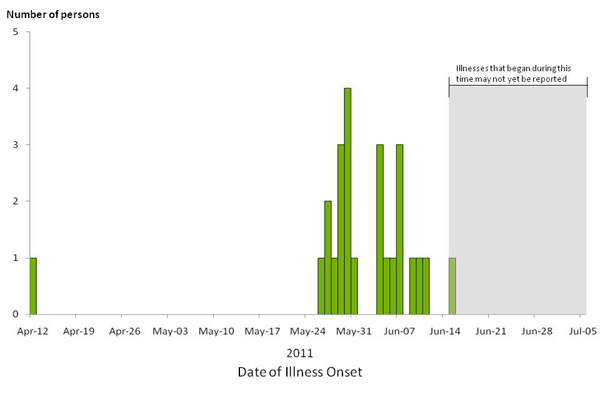 Number of persons
5
Illnesses that began during this
time may not yet be reported
4
3
2
1
0
Apr-12 Apr-19 Apr-26 May-03 May-10 May-17 May-24 May-31 Jun-07 Jun-14 Jun-21 Jun-28 Jul-05
2011
Date of Illness Onset